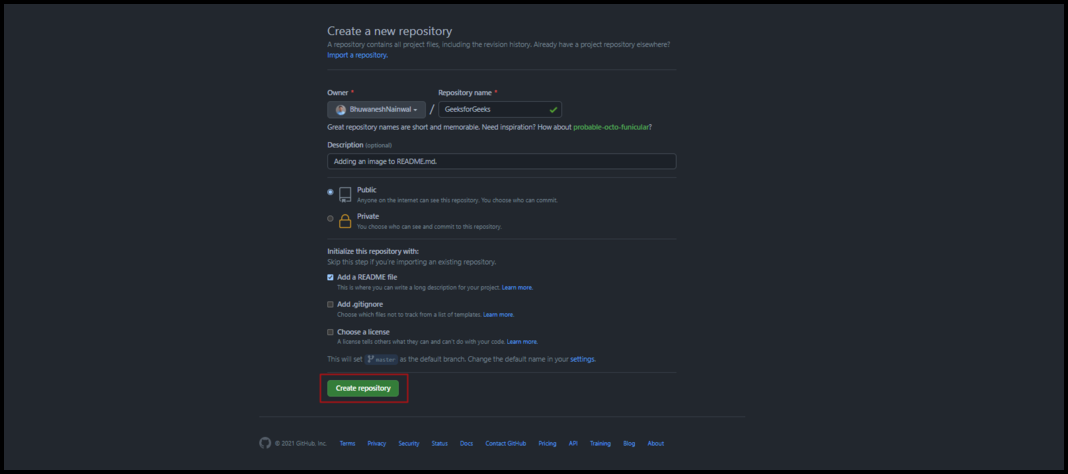 Create a new repository
A repository contains all project files, including the revision history. Already have a project repository elsewhere?
Import a repository.
Owner * Repository name *
BhuwaneshNainwal / GeeksforGeeks
Great repository names are short and memorable. Need inspiration? How about probable-octo-funicular?
Description (optional)
Adding an image to README.md.
Public
Anyone on the internet can see this repository. You choose who can commit.
Private
You choose who can see and commit to this repository.
Initialize this repository with:
Skip this step if you're importing an existing repository.
Add a README file
This is where you can write a long description for your project. Learn more.
Add .gitignore
Choose which files not to track from a list of templates. Learn more.
Choose a license
A license tells others what they can and can't do with your code. Learn more.
This will set master as the default branch. Change the default name in your settings.
Create repository
© 2021 GitHub, Inc. Terms Privacy Security Status Docs Contact GitHub Pricing API Training Blog About